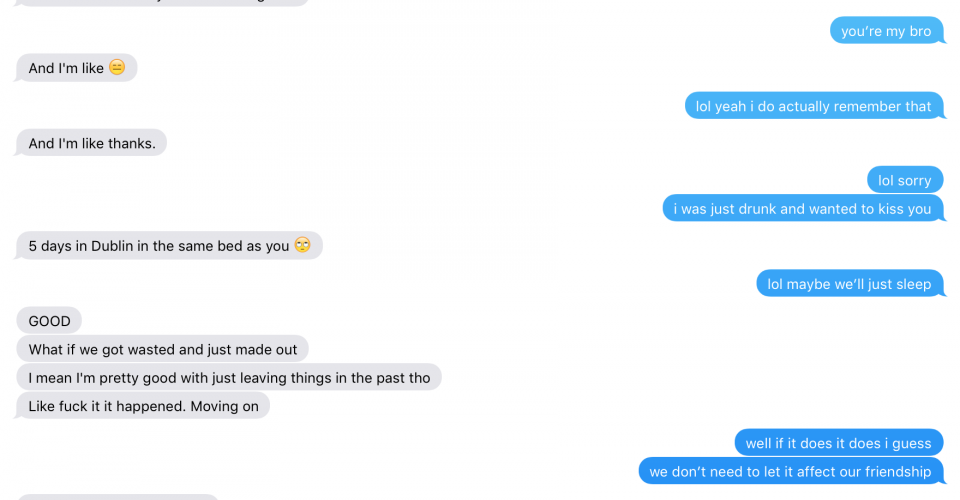 you're my bro
And I'm like 😑
lol yeah i do actually remember that
And I'm like thanks.
lol sorry
i was just drunk and wanted to kiss you
5 days in Dublin in the same bed as you 🙄
lol maybe we'll just sleep
GOOD
What if we got wasted and just made out
I mean I'm pretty good with just leaving things in the past tho
Like fuck it it happened. Moving on
well if it does it does i guess
we don't need to let it affect our friendship